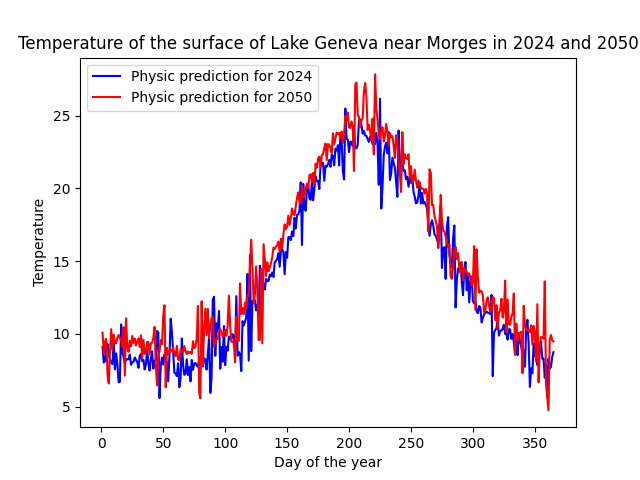 Temperature of the surface of Lake Geneva near Morges in 2024 and 2050
Physic prediction for 2024
Physic prediction for 2050
Temperature
25
20
15
10
5
0
50
100
150
200
250
300
350
Day of the year